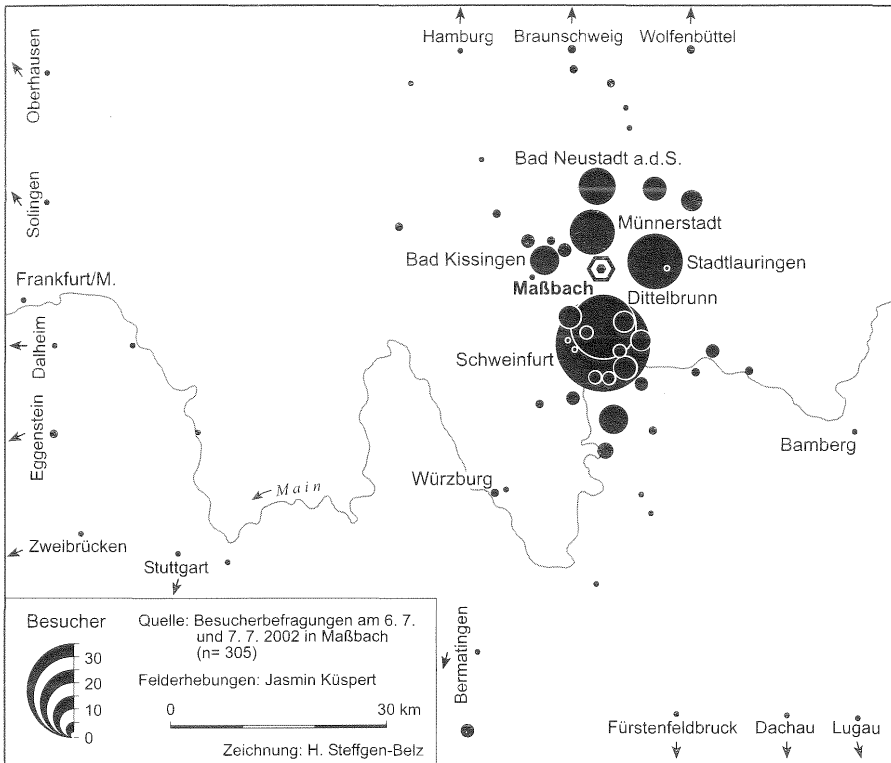 Hamburg
Braunschweig
Wolfenbüttel
Oberhausen
Bad Neustadt a.d.S.
Solingen
Münnerstadt
Bad Kissingen
Stadtlauringen
Frankfurt/M.
Maßbach
Dittelbrunn
Dalheim
Schweinfurt
Eggenstein
Bamberg
Würzburg
Main
Zweibrücken
Stuttgart
Bermatingen
Besucher
30
20
10
0
Quelle: Besucherbefragungen am 6. 7.
und 7. 7. 2002 in Maßbach
(n= 305)
Felderhebungen: Jasmin Küspert
0 30 km
Zeichnung: H. Steffgen-Belz
Fürstenfeldbruck
Dachau
Lugau